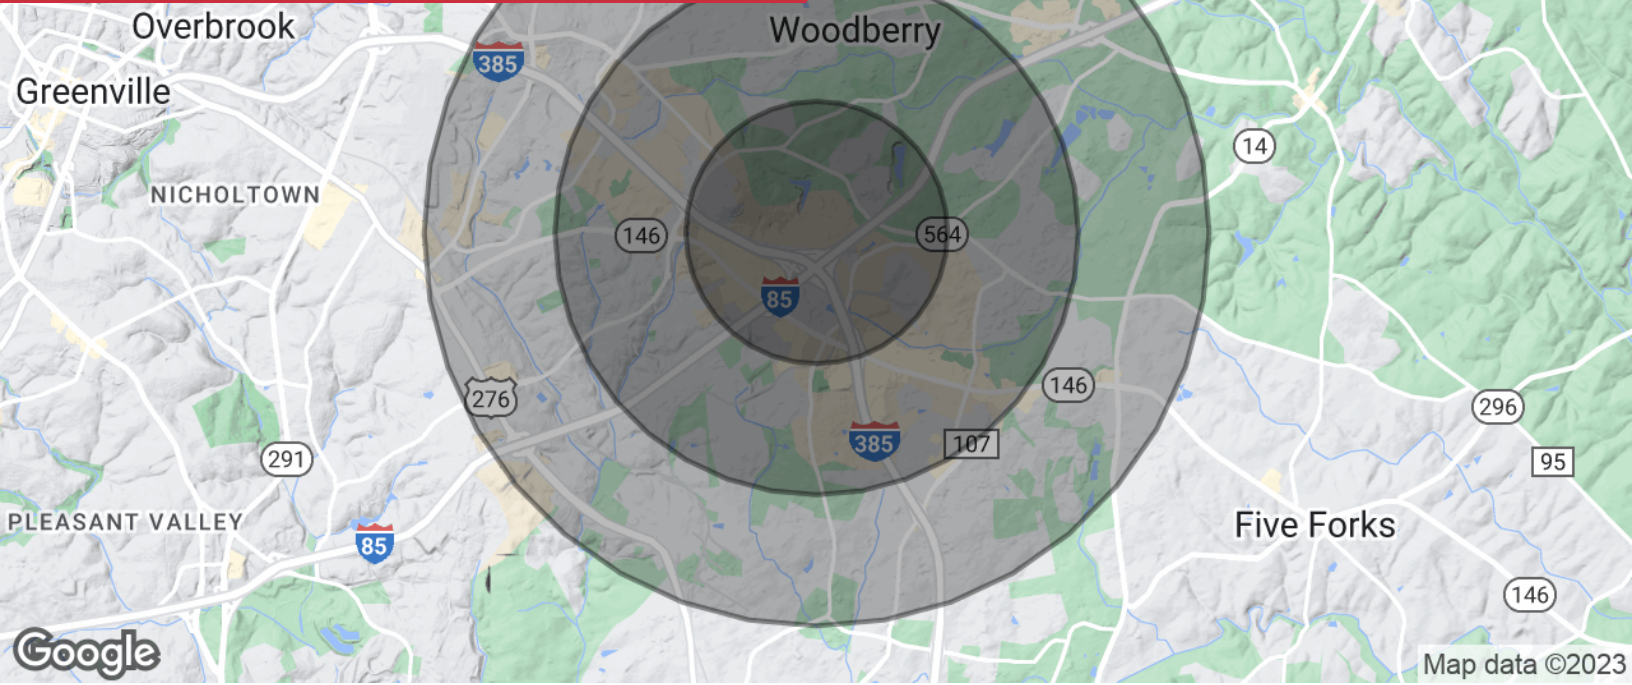 Overbrook
Woodberry
385
Greenville
14
NICHOLTOWN
146
564
85
146
276
296
385
107
291
95
PLEASANT VALLEY
Five Forks
85
146
Google
Map data ©2023